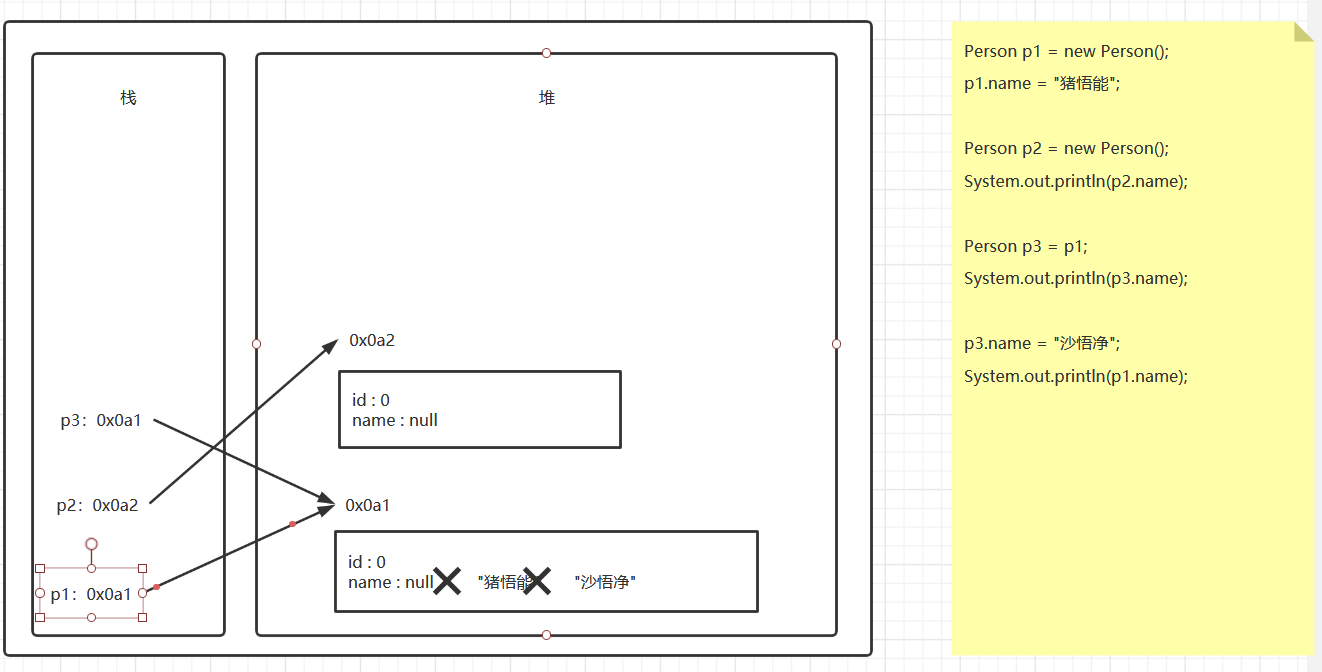 栈
堆
0x0a2
id : 0
name : null
p3：0x0a1
p2：0x0a2
0x0a1
id : 0
name : null "猪悟能" "沙悟净"
p1：0x0a1
Person p1 = new Person();
p1.name = "猪悟能";
Person p2 = new Person();
System.out.println(p2.name);
Person p3 = p1;
System.out.println(p3.name);
p3.name = "沙悟净";
System.out.println(p1.name);